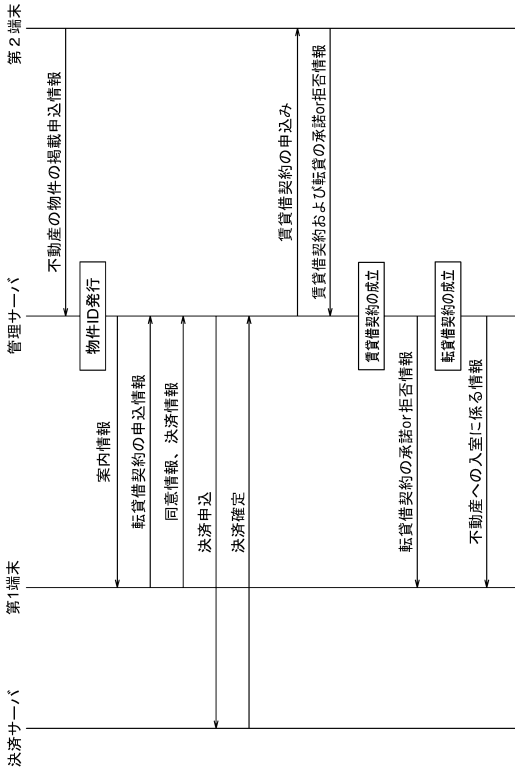 決済サーバ
第1端末
管理サーバ
第2端末
不動産の物件の掲載申込情報
物件ID発行
案内情報
転貸借契約の申込情報
同意情報、決済情報
決済申込
決済確定
賃貸借契約の申込み
賃貸借契約および転貸の承諾or拒否情報
賃貸借契約の成立
転貸借契約の承諾or拒否情報
転貸借契約の成立
不動産への入室に係る情報